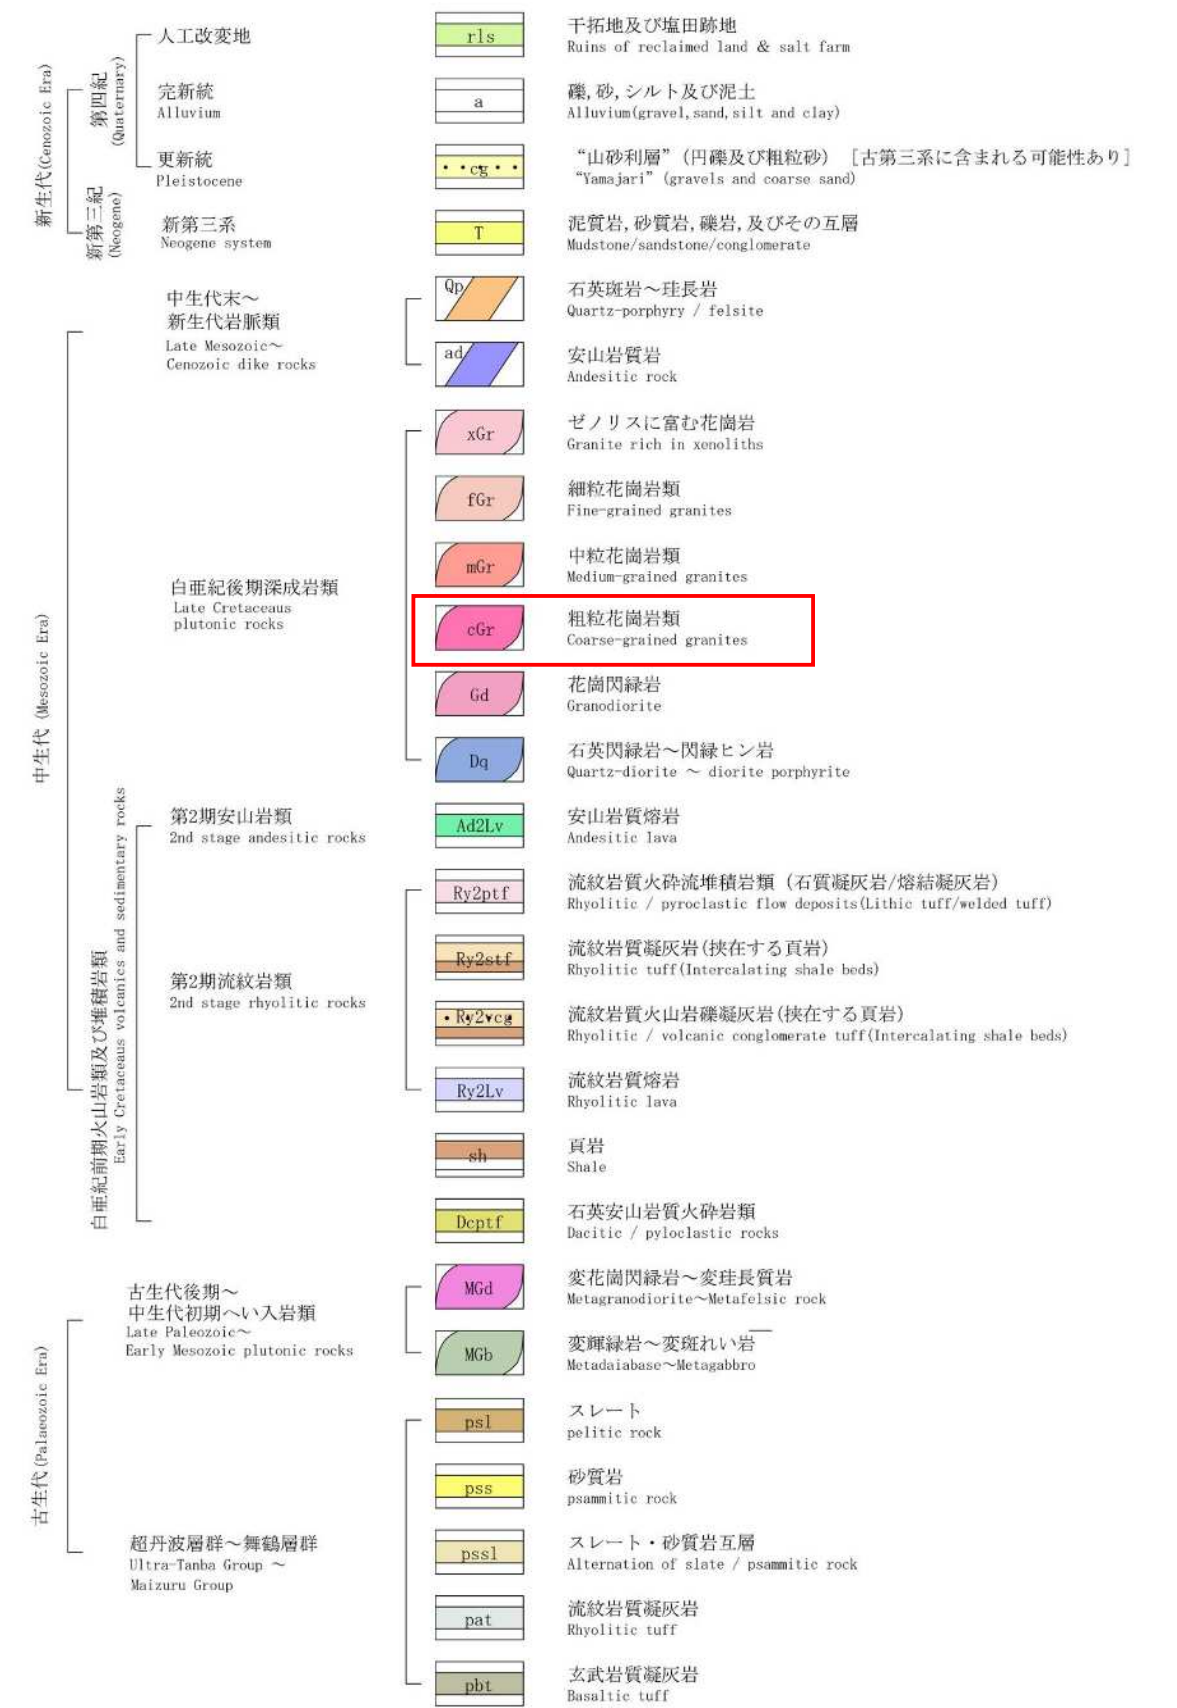 新生代(Cenozoic Era)
第四紀
(Quaternary)
人工改変地
rls
干拓地及び塩田跡地
Ruins of reclaimed land & salt farm
完新統
Alluvium
a
礫,砂,シルト及び泥土
Alluvium(gravel,sand,silt and clay)
更新統
Pleistocene
cg
“山砂利層”(円礫及び粗粒砂) [古第三系に含まれる可能性あり]
“Yamajari” (gravels and coarse sand)
新第三紀
(Neogene)
新第三系
Neogene system
T
泥質岩,砂質岩,礫岩,及びその互層
Mudstone/sandstone/conglomerate
中生代 (Mesozoic Era)
中生代末～
新生代岩脈類
Late Mesozoic～
Cenozoic dike rocks
Qp
石英斑岩～珪長岩
Quartz-porphyry / felsite
ad
安山岩質岩
Andesitic rock
白亜紀後期深成岩類
Late Cretaceaus
plutonic rocks
xGr
ゼノリスに富む花崗岩
Granite rich in xenoliths
fGr
細粒花崗岩類
Fine-grained granites
mGr
中粒花崗岩類
Medium-grained granites
cGr
粗粒花崗岩類
Coarse-grained granites
Gd
花崗閃緑岩
Granodiorite
Dq
石英閃緑岩～閃緑ヒン岩
Quartz-diorite ～ diorite porphyrite
白亜紀前期火山岩類及び堆積岩類
Early Cretaceaus volcanics and sedimentary rocks
第2期安山岩類
2nd stage andesitic rocks
Ad2Lv
安山岩質熔岩
Andesitic lava
第2期流紋岩類
2nd stage rhyolitic rocks
Ry2ptf
流紋岩質火砕流堆積岩類 (石質凝灰岩/熔結凝灰岩)
Rhyolitic / pyroclastic flow deposits(Lithic tuff/welded tuff)
Ry2stf
流紋岩質凝灰岩(挟在する頁岩)
Rhyolitic tuff(Intercalating shale beds)
Ry2vcg
流紋岩質火山岩礫凝灰岩(挟在する頁岩)
Rhyolitic / volcanic conglomerate tuff(Intercalating shale beds)
Ry2Lv
流紋岩質熔岩
Rhyolitic lava
sh
頁岩
Shale
Dcptf
石英安山岩質火砕岩類
Dacitic / pyloclastic rocks
古生代(Palaeozoic Era)
古生代後期～
中生代初期へい入岩類
Late Paleozoic～
Early Mesozoic plutonic rocks
MGd
変花崗閃緑岩～変珪長質岩
Metagranodiorite～Metafelsic rock
MGb
変輝緑岩～変斑れい岩
Metadaiabase～Metagabbro
超丹波層群～舞鶴層群
Ultra-Tanba Group ～
Maizuru Group
psl
スレート
pelitic rock
pss
砂質岩
psammitic rock
pssl
スレート・砂質岩互層
Alternation of slate / psammitic rock
pat
流紋岩質凝灰岩
Rhyolitic tuff
pbt
玄武岩質凝灰岩
Basaltic tuff